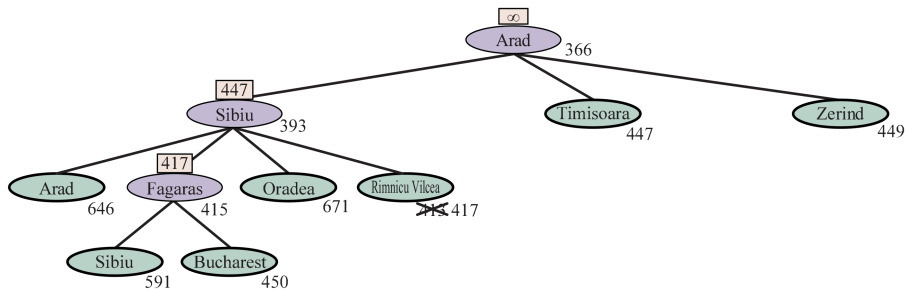 ∞
Arad
366
447
Sibiu
393
Timisoara
447
Zerind
449
417
Arad
646
Fagaras
415
Oradea
671
Rimnicu Vilcea
413 417
Sibiu
591
Bucharest
450